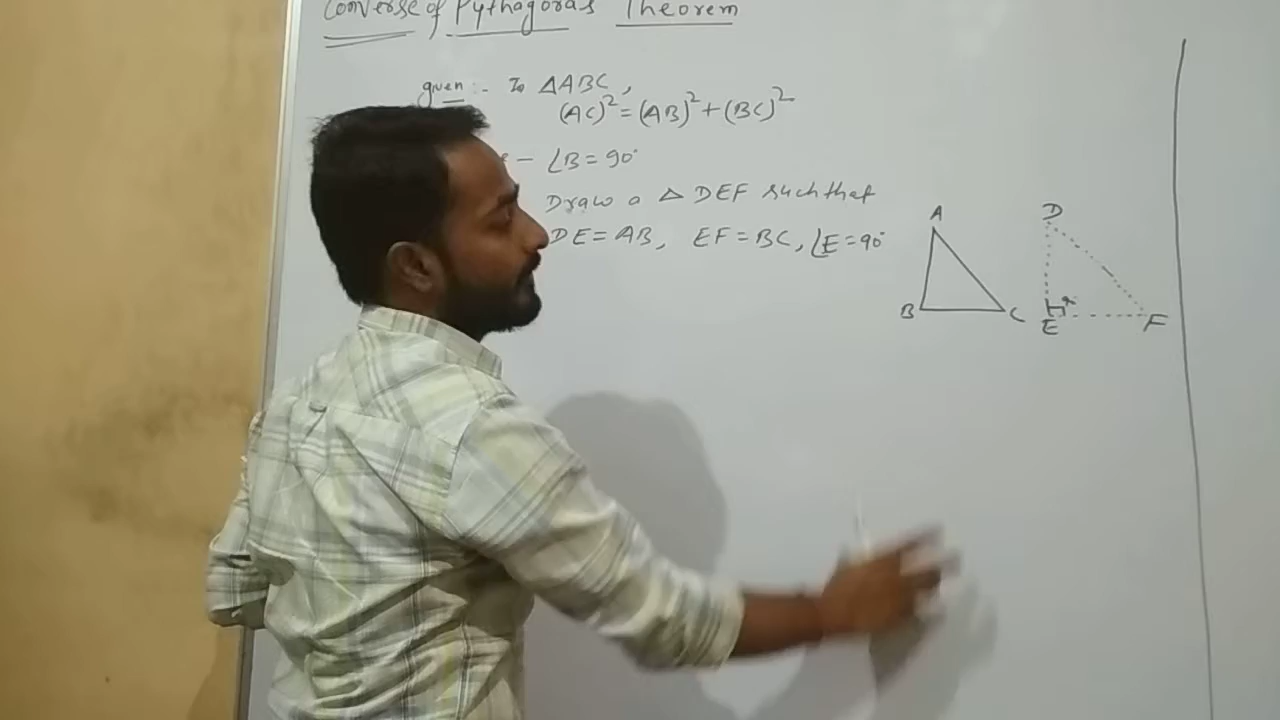 Converse of Pythagoras Theorem
given :- In △ABC,
(AC)²=(AB)²+(BC)²
- ∠B=90°
Draw a △ DEF such that
DE=AB, EF=BC, ∠E=90°
A
D
B
C
E
F